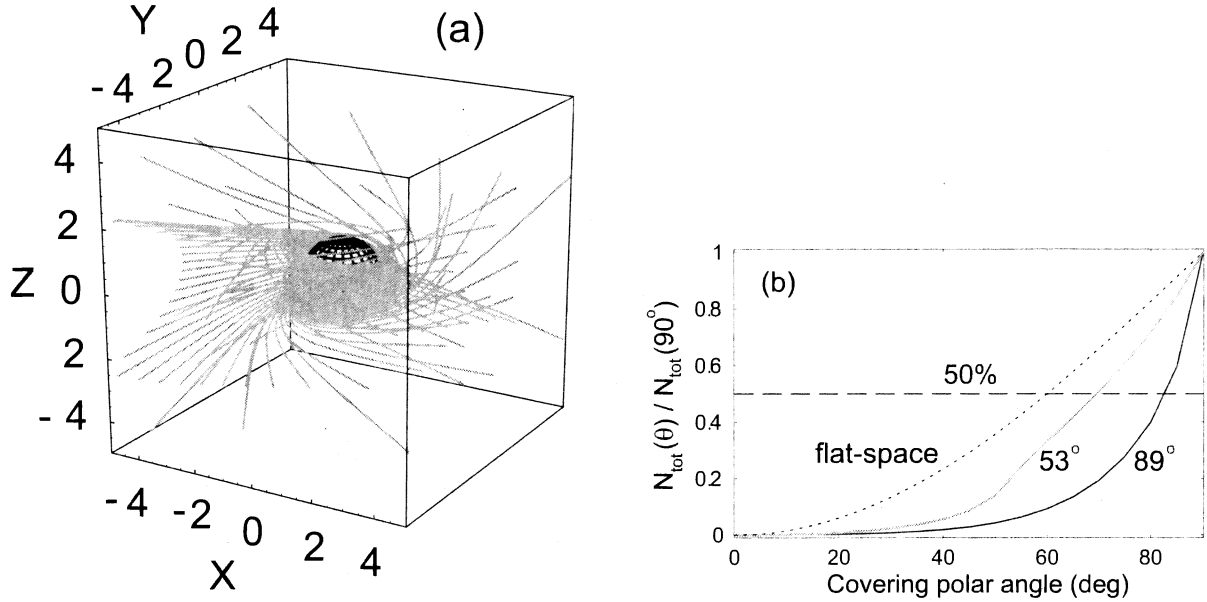 (a)
Y
- 4 2 0 2 4
Z
4
2
0
2
- 4
X
- 4 -2 0 2 4
(b)
N_tot(θ) / N_tot(90°)
1
0.8
0.6
0.4
0.2
0
50%
flat-space
53°
89°
0 20 40 60 80
Covering polar angle (deg)